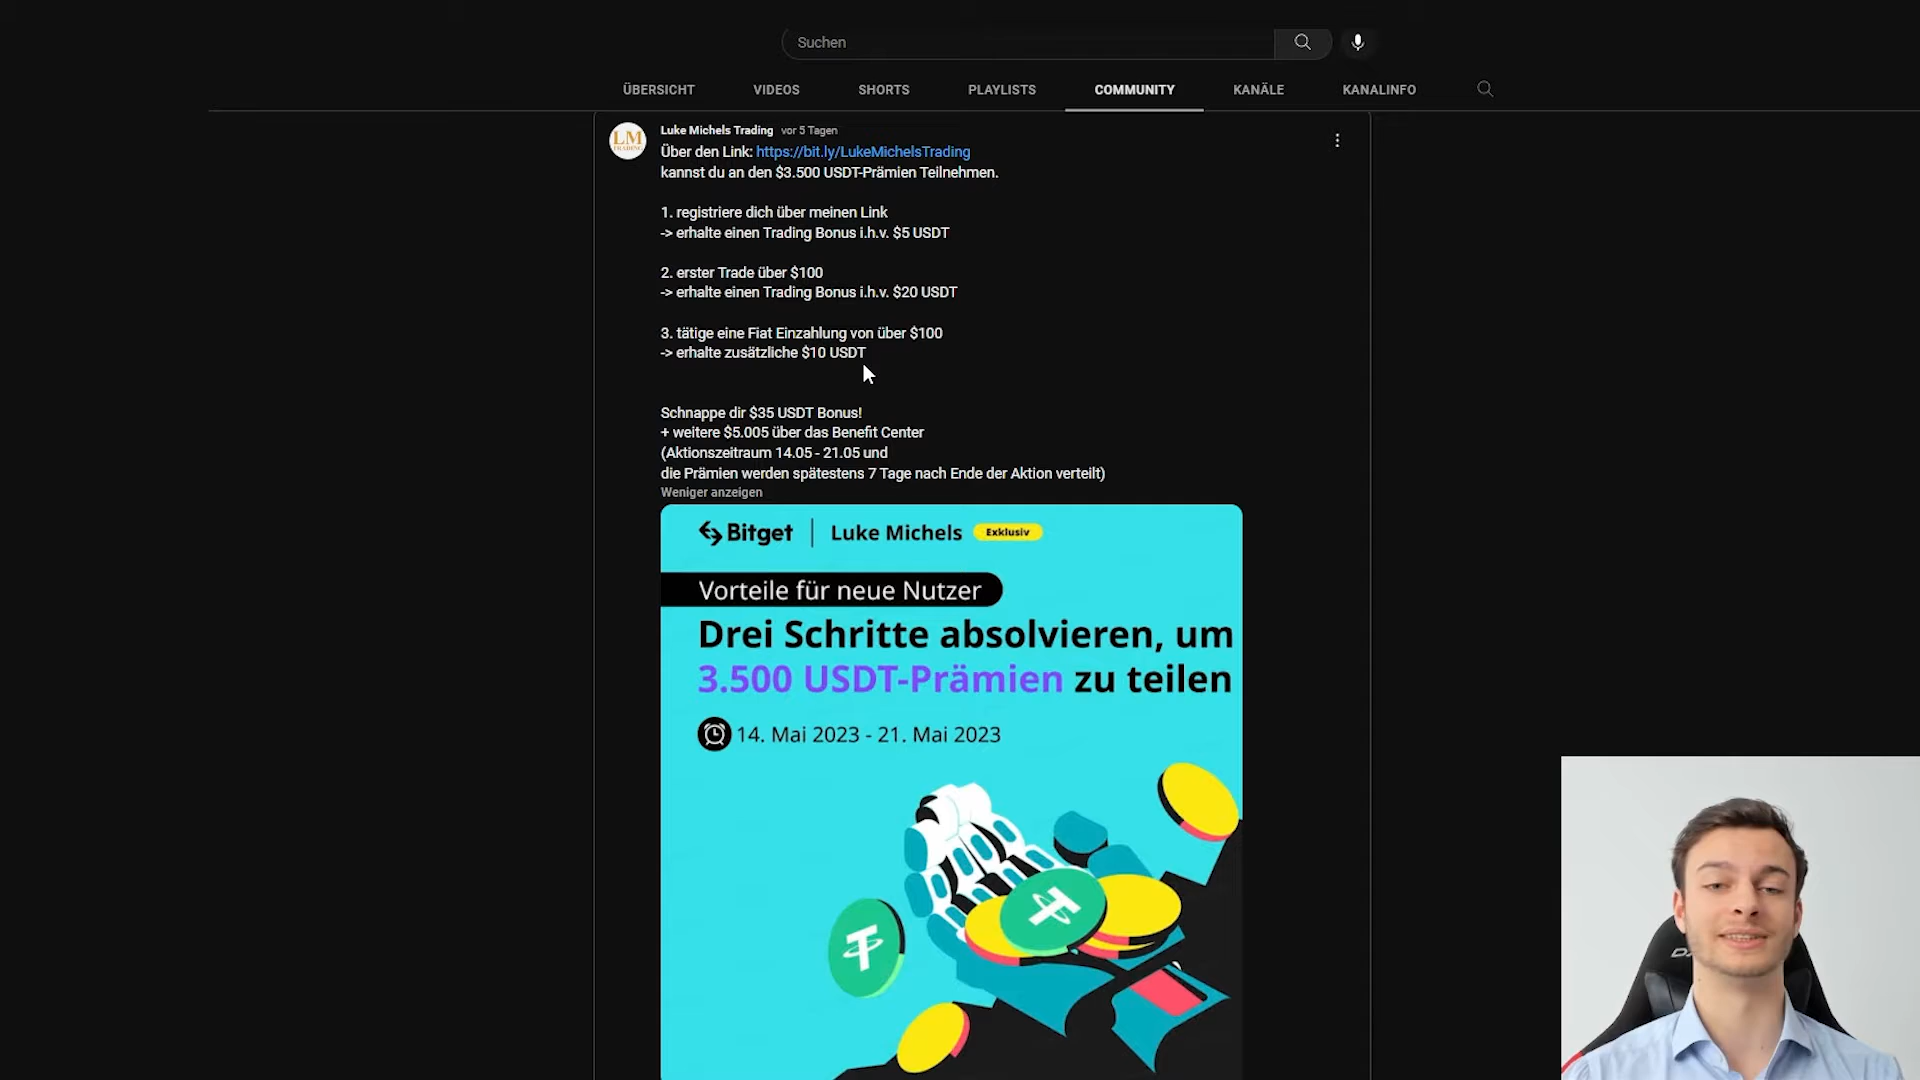 Suchen
ÜBERSICHT VIDEOS SHORTS PLAYLISTS COMMUNITY KANÄLE KANALINFO
LM
TRADING
Luke Michels Trading vor 5 Tagen
Über den Link: https://bit.ly/LukeMichelsTrading
kannst du an den $3.500 USDT-Prämien Teilnehmen.
1. registriere dich über meinen Link
-> erhalte einen Trading Bonus i.h.v. $5 USDT
2. erster Trade über $100
-> erhalte einen Trading Bonus i.h.v. $20 USDT
3. tätige eine Fiat Einzahlung von über $100
-> erhalte zusätzliche $10 USDT
Schnappe dir $35 USDT Bonus!
+ weitere $5.005 über das Benefit Center
(Aktionszeitraum 14.05 - 21.05 und
die Prämien werden spätestens 7 Tage nach Ende der Aktion verteilt)
Weniger anzeigen
Bitget | Luke Michels Exklusiv
Vorteile für neue Nutzer
Drei Schritte absolvieren, um
3.500 USDT-Prämien zu teilen
14. Mai 2023 - 21. Mai 2023